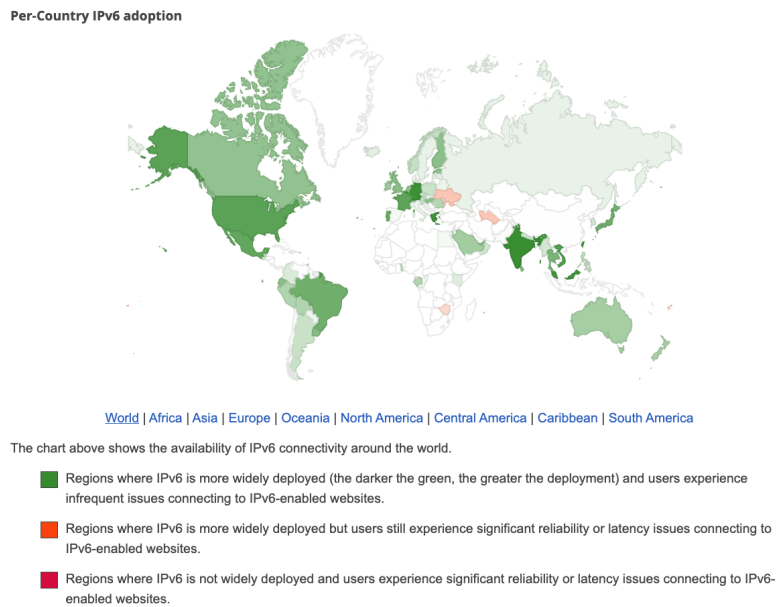 Per-Country IPv6 adoption
World | Africa | Asia | Europe | Oceania | North America | Central America | Caribbean | South America
The chart above shows the availability of IPv6 connectivity around the world.
Regions where IPv6 is more widely deployed (the darker the green, the greater the deployment) and users experience
infrequent issues connecting to IPv6-enabled websites.
Regions where IPv6 is more widely deployed but users still experience significant reliability or latency issues connecting to
IPv6-enabled websites.
Regions where IPv6 is not widely deployed and users experience significant reliability or latency issues connecting to IPv6-
enabled websites.